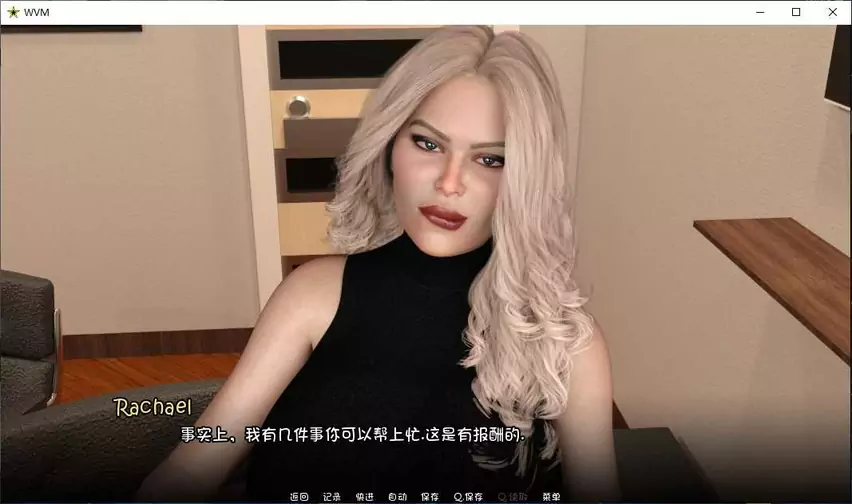 WVM
Rachael
事实上，我有几件事你可以帮上忙.这是有报酬的.
返回 记录 快进 自动 保存 Q.保存 Q.读取 菜单